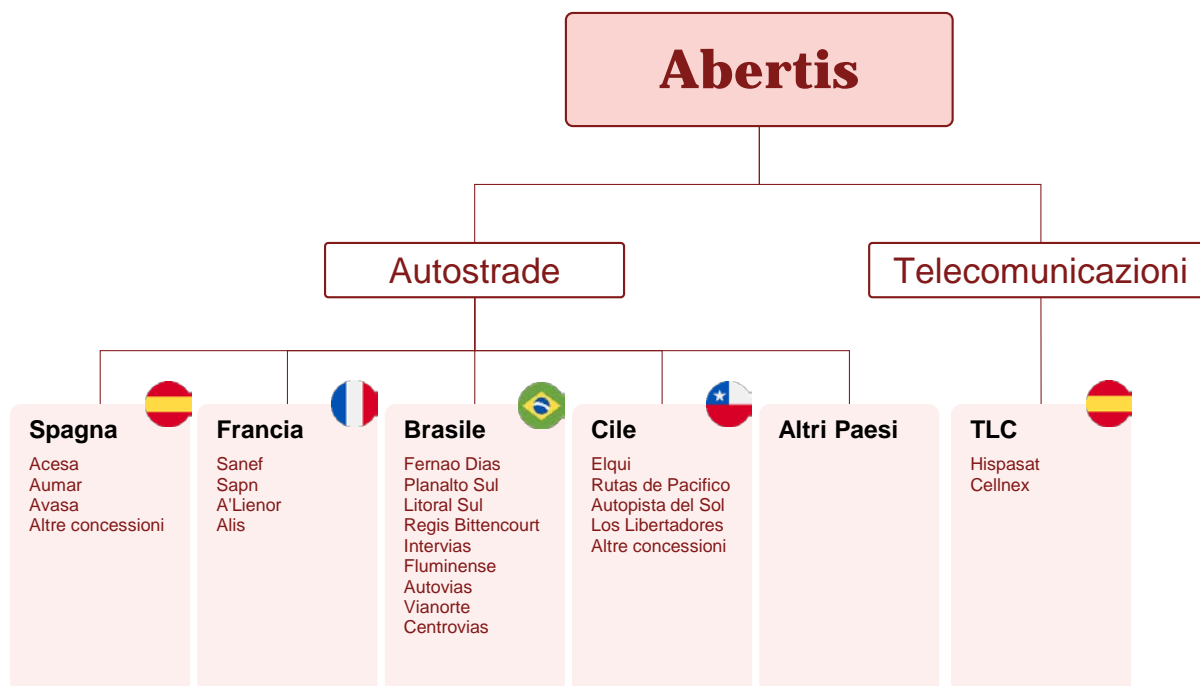 Abertis
Autostrade
Telecomunicazioni
Spagna
Acesa
Aumar
Avasa
Altre concessioni
Francia
Sanef
Sapn
A'Lienor
Alis
Brasile
Fernao Dias
Planalto Sul
Litoral Sul
Regis Bittencourt
Intervias
Fluminense
Autovias
Vianorte
Centrovias
Cile
Elqui
Rutas de Pacifico
Autopista del Sol
Los Libertadores
Altre concessioni
Altri Paesi
TLC
Hispasat
Cellnex